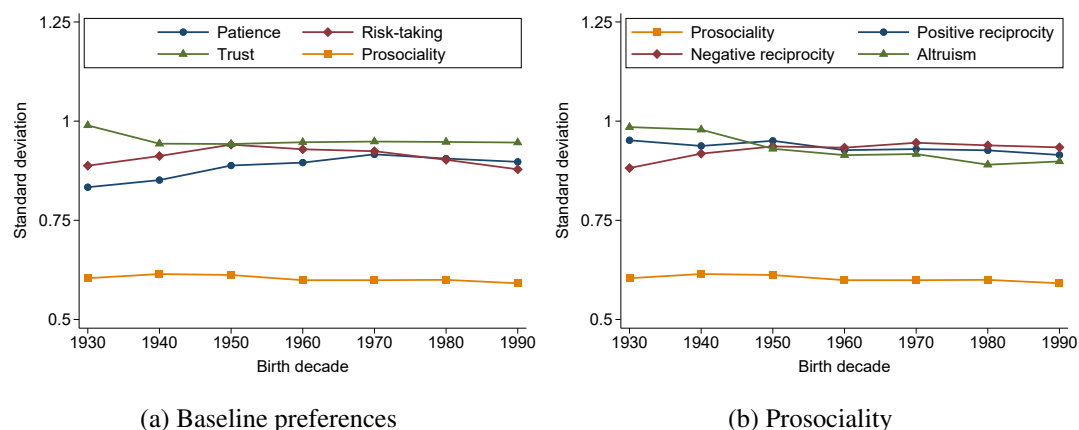 Patience Risk-taking
Trust Prosociality
1.25
1
0.75
0.5
Standard deviation
1930 1940 1950 1960 1970 1980 1990
Birth decade
(a) Baseline preferences
Prosociality Positive reciprocity
Negative reciprocity Altruism
1.25
1
0.75
0.5
Standard deviation
1930 1940 1950 1960 1970 1980 1990
Birth decade
(b) Prosociality